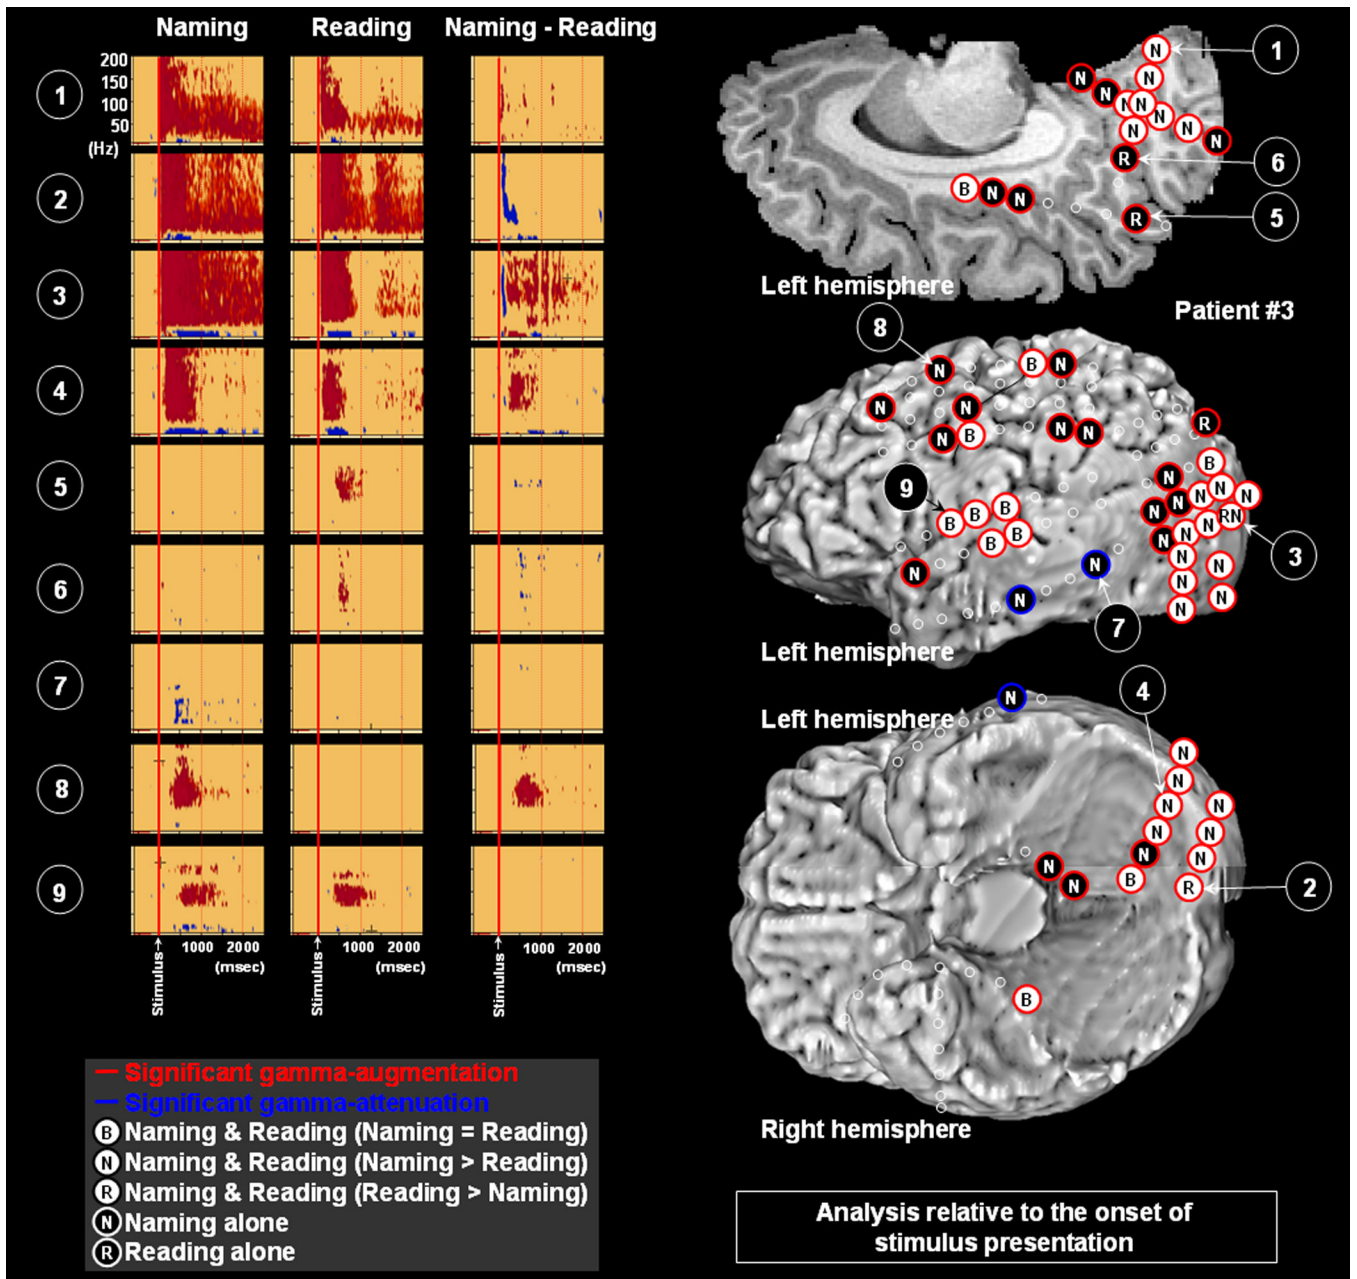 Naming Reading Naming - Reading
200
150
100
50
(Hz)
1
2
3
4
5
6
7
8
9
Stimulus 1000 2000
(msec)
Stimulus 1000 2000
(msec)
Stimulus 1000 2000
(msec)
Significant gamma-augmentation
Significant gamma-attenuation
B Naming & Reading (Naming = Reading)
N Naming & Reading (Naming > Reading)
R Naming & Reading (Reading > Naming)
N Naming alone
R Reading alone
N 1
N N
N N N
N
N N N
R 6
B N N
R 5
Left hemisphere
Patient #3
8
N B N
N N
N B N N
R
B
9 N N N
B B B N N N
B B B N N RN
N N N 3
N N N
N N N
7
Left hemisphere
4
N
Left hemisphere
N
N
N N
N N
N N N
N B R 2
B
Right hemisphere
Analysis relative to the onset of
stimulus presentation